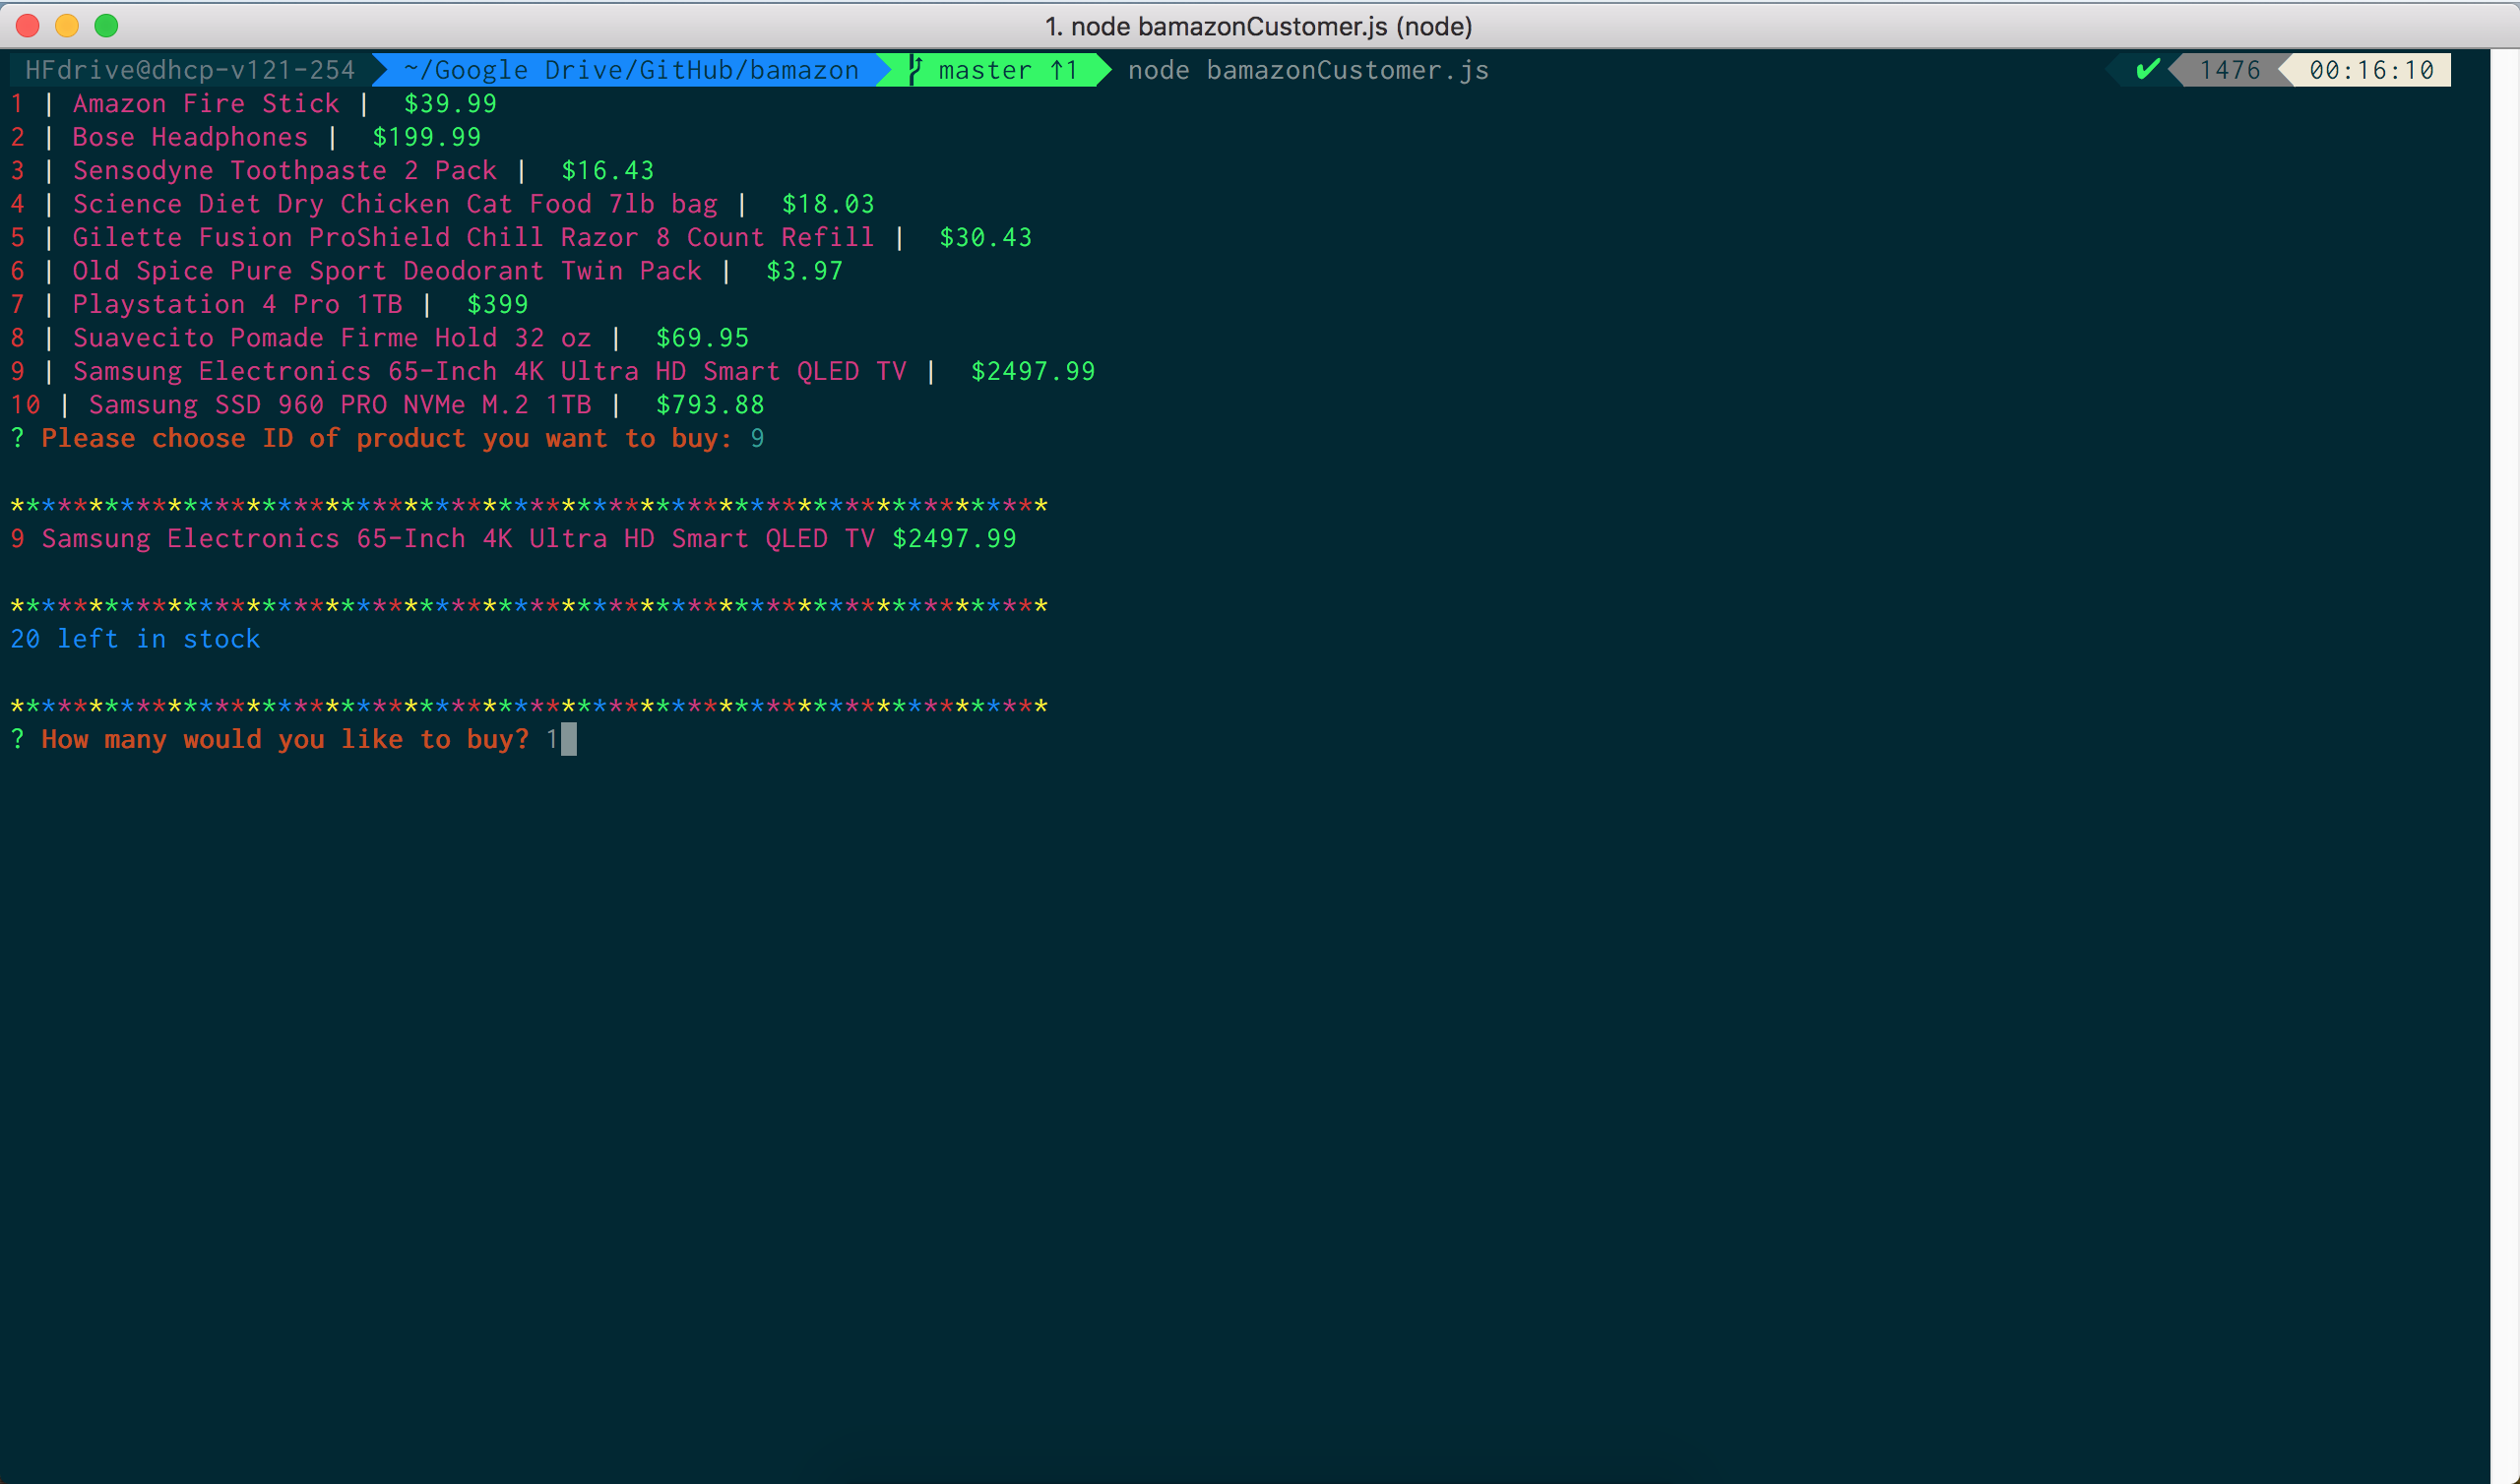 1. node bamazonCustomer.js (node)
HFdrive@dhcp-v121-254 ~/Google Drive/GitHub/bamazon master ↑1 node bamazonCustomer.js ✔ 1476 00:16:10
1 | Amazon Fire Stick |  $39.99
2 | Bose Headphones |  $199.99
3 | Sensodyne Toothpaste 2 Pack |  $16.43
4 | Science Diet Dry Chicken Cat Food 7lb bag |  $18.03
5 | Gilette Fusion ProShield Chill Razor 8 Count Refill |  $30.43
6 | Old Spice Pure Sport Deodorant Twin Pack |  $3.97
7 | Playstation 4 Pro 1TB |  $399
8 | Suavecito Pomade Firme Hold 32 oz |  $69.95
9 | Samsung Electronics 65-Inch 4K Ultra HD Smart QLED TV |  $2497.99
10 | Samsung SSD 960 PRO NVMe M.2 1TB |  $793.88
? Please choose ID of product you want to buy: 9
******************************************************************
9 Samsung Electronics 65-Inch 4K Ultra HD Smart QLED TV $2497.99
******************************************************************
20 left in stock
******************************************************************
? How many would you like to buy? 1